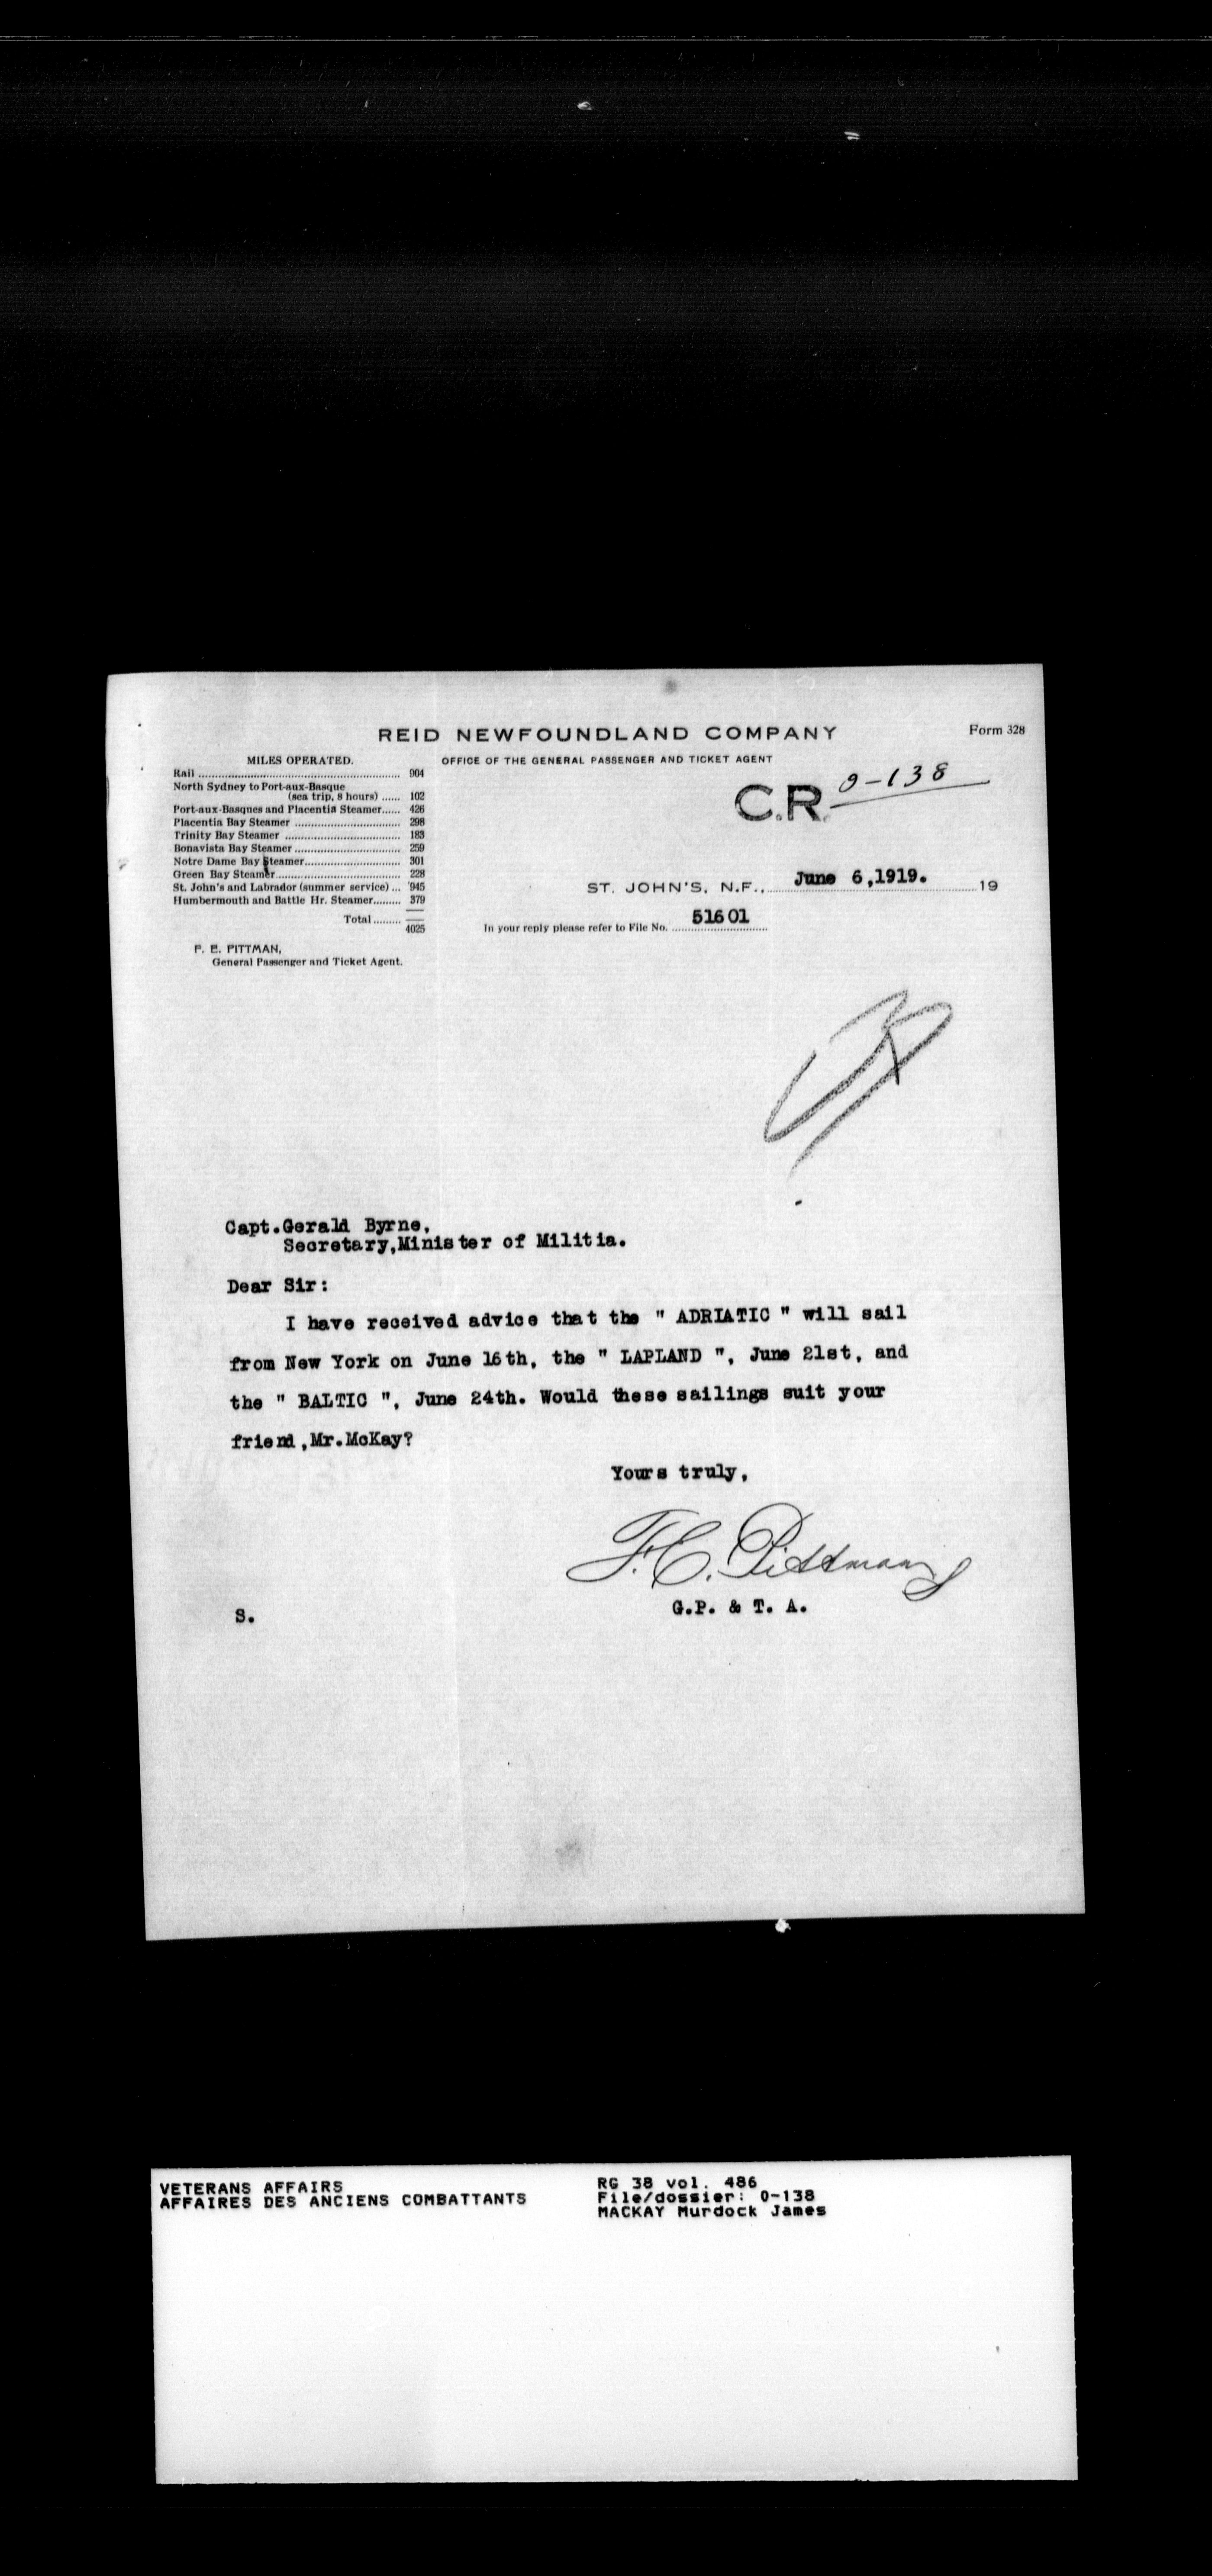 REID NEWFOUNDLAND COMPANY
Form 328
OFFICE OF THE GENERAL PASSENGER AND TICKET AGENT
MILES OPERATED.
Rail ........ 904
North Sydney to Port-aux-Basque
(sea trip, 8 hours) ...... 102
Port-aux-Basques and Placentia Steamer...... 426
Placentia Bay Steamer ........ 298
Trinity Bay Steamer ........ 183
Bonavista Bay Steamer ........ 259
Notre Dame Bay Steamer........ 301
Green Bay Steamer........ 228
St. John's and Labrador (summer service) ... 945
Humbermouth and Battle Hr. Steamer......... 379
Total ......... 4025
F. E. PITTMAN,
General Passenger and Ticket Agent.
C.R. 0-138
ST. JOHN'S, N.F., June 6,1919. 19
In your reply please refer to File No. 51601
Capt.Gerald Byrne,
Secretary,Minister of Militia.
Dear Sir:
I have received advice that the " ADRIATIC " will sail
from New York on June 16th, the " LAPLAND ", June 21st, and
the " BALTIC ", June 24th. Would these sailings suit your
friend,Mr.McKay?
Yours truly,
F.E. Pittman
G.P. & T. A.
S.
VETERANS AFFAIRS
AFFAIRES DES ANCIENS COMBATTANTS
RG 38 vol. 486
File/dossier: 0-138
MACKAY Murdock James